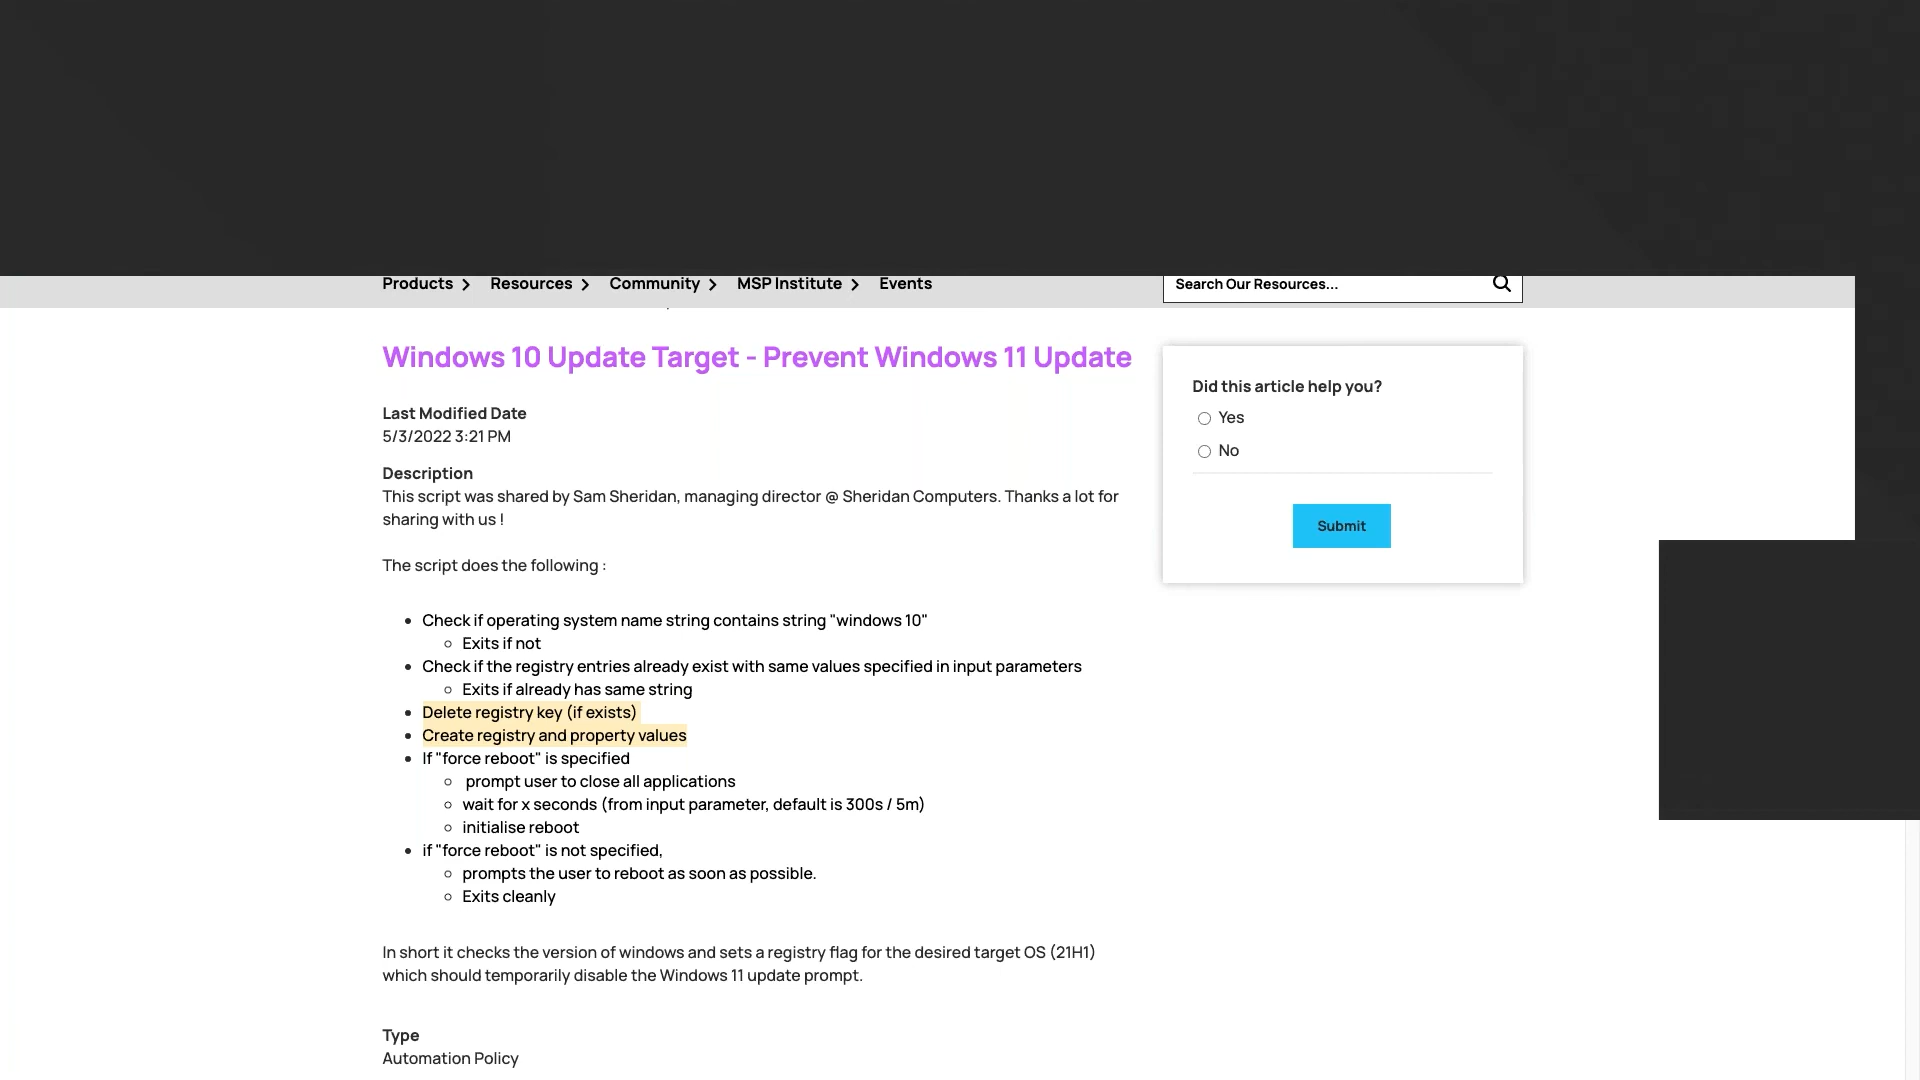 Products Resources Community MSP Institute Events
Search Our Resources...
Windows 10 Update Target - Prevent Windows 11 Update
Last Modified Date
5/3/2022 3:21 PM
Description
This script was shared by Sam Sheridan, managing director @ Sheridan Computers. Thanks a lot for
sharing with us !
The script does the following :
Check if operating system name string contains string "windows 10"
Exits if not
Check if the registry entries already exist with same values specified in input parameters
Exits if already has same string
Delete registry key (if exists)
Create registry and property values
If "force reboot" is specified
prompt user to close all applications
wait for x seconds (from input parameter, default is 300s / 5m)
initialise reboot
if "force reboot" is not specified,
prompts the user to reboot as soon as possible.
Exits cleanly
In short it checks the version of windows and sets a registry flag for the desired target OS (21H1)
which should temporarily disable the Windows 11 update prompt.
Type
Automation Policy
Did this article help you?
Yes
No
Submit